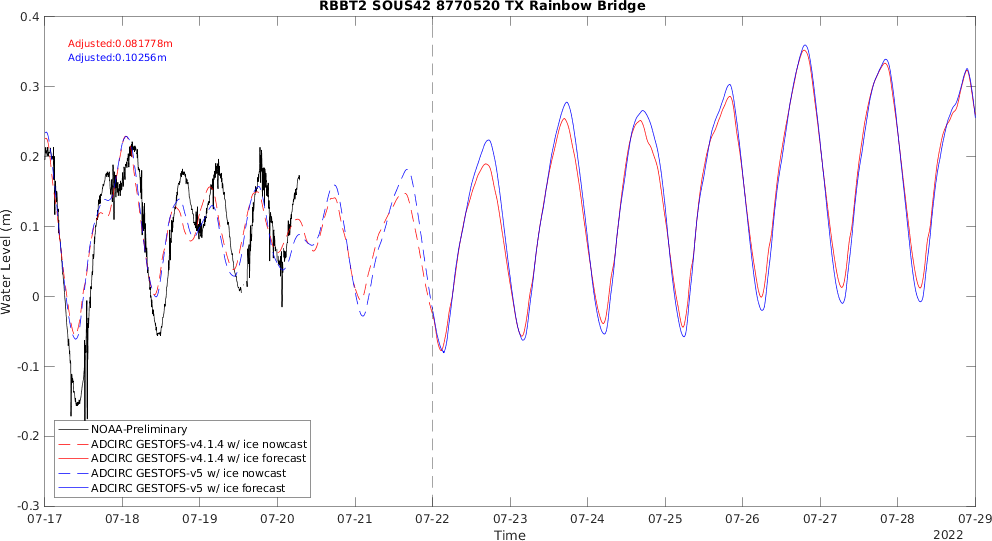 RBBT2 SOUS42 8770520 TX Rainbow Bridge
0.4
Adjusted:0.081778m
Adjusted:0.10256m
0.3
0.2
0.1
0
-0.1
-0.2
-0.3
Water Level (m)
NOAA-Preliminary
ADCIRC GESTOFS-v4.1.4 w/ ice nowcast
ADCIRC GESTOFS-v4.1.4 w/ ice forecast
ADCIRC GESTOFS-v5 w/ ice nowcast
ADCIRC GESTOFS-v5 w/ ice forecast
07-17 07-18 07-19 07-20 07-21 07-22 07-23 07-24 07-25 07-26 07-27 07-28 07-29
Time
2022